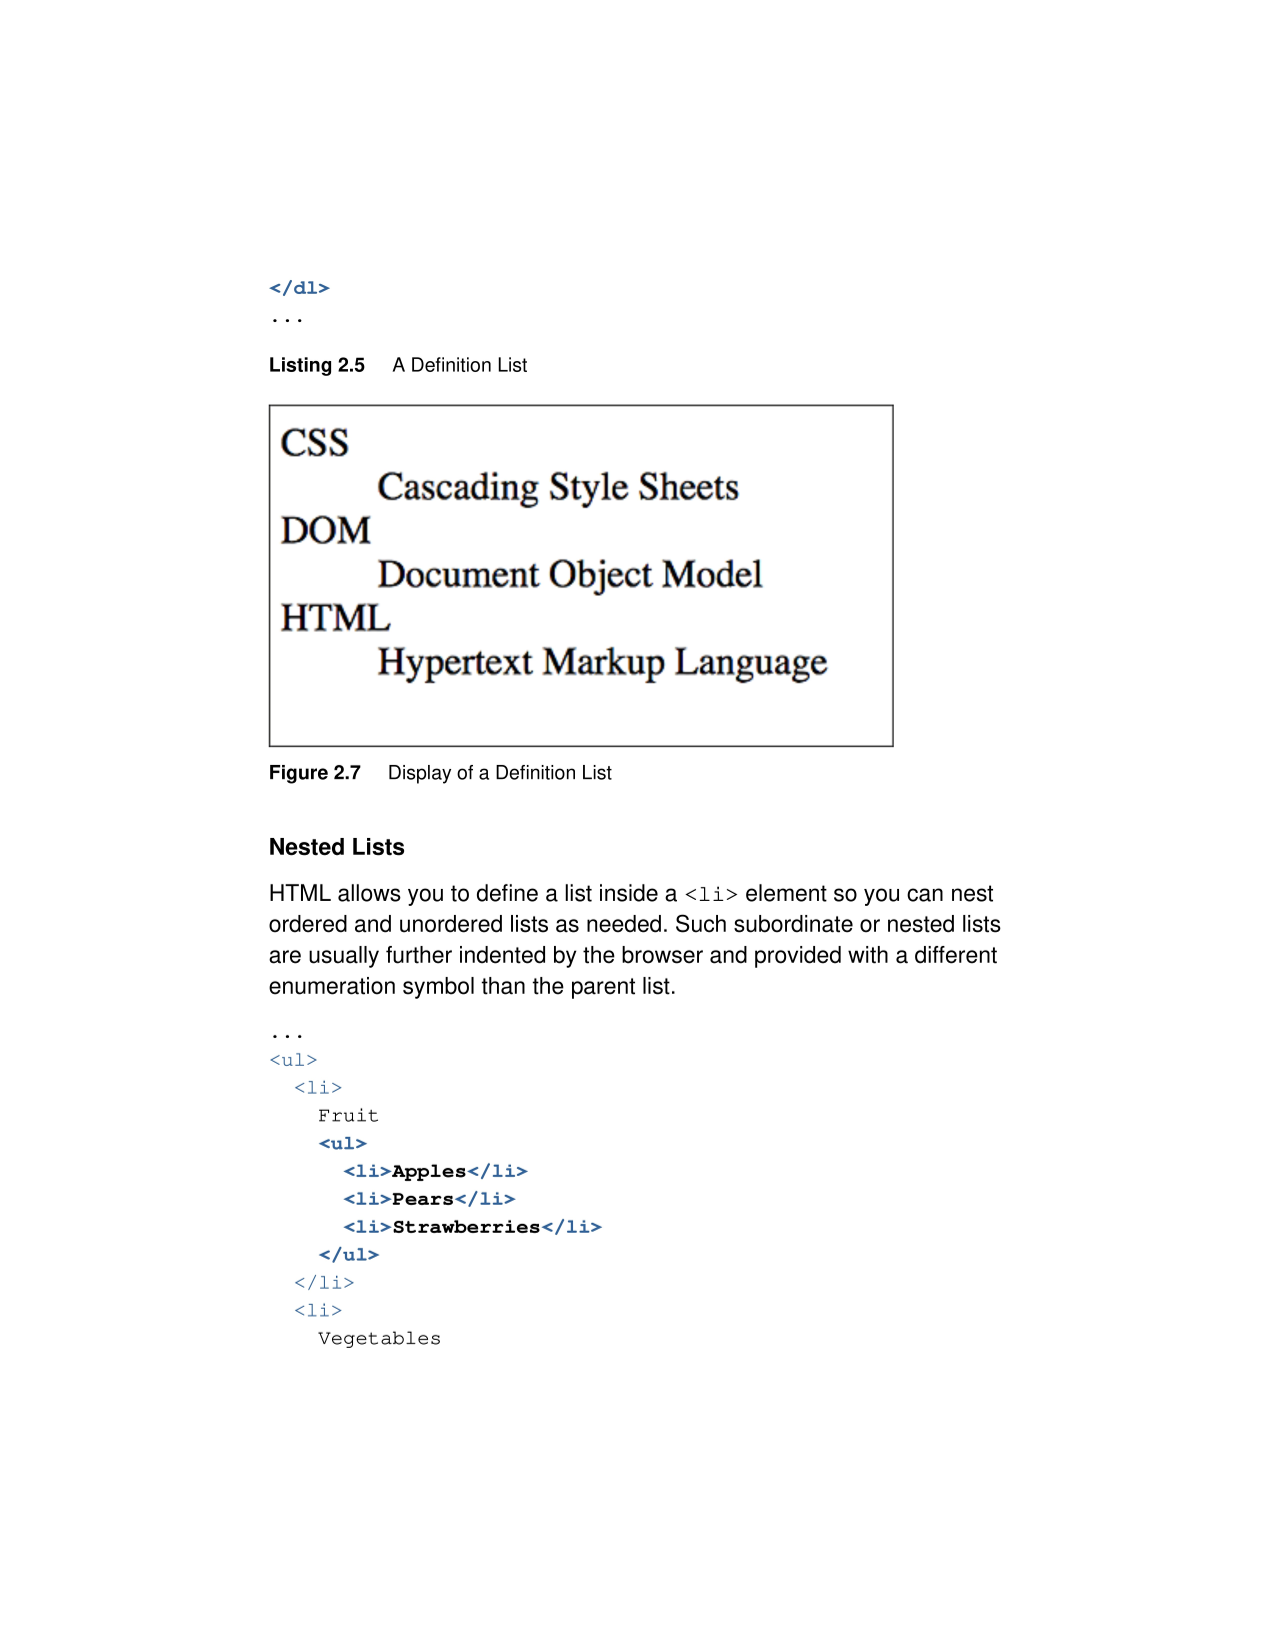 </dl>
...
Listing 2.5 A Definition List
CSS
Cascading Style Sheets
DOM
Document Object Model
HTML
Hypertext Markup Language
Figure 2.7 Display of a Definition List
Nested Lists
HTML allows you to define a list inside a <li> element so you can nest
ordered and unordered lists as needed. Such subordinate or nested lists
are usually further indented by the browser and provided with a different
enumeration symbol than the parent list.
...
<ul>
  <li>
    Fruit
    <ul>
      <li>Apples</li>
      <li>Pears</li>
      <li>Strawberries</li>
    </ul>
  </li>
  <li>
    Vegetables